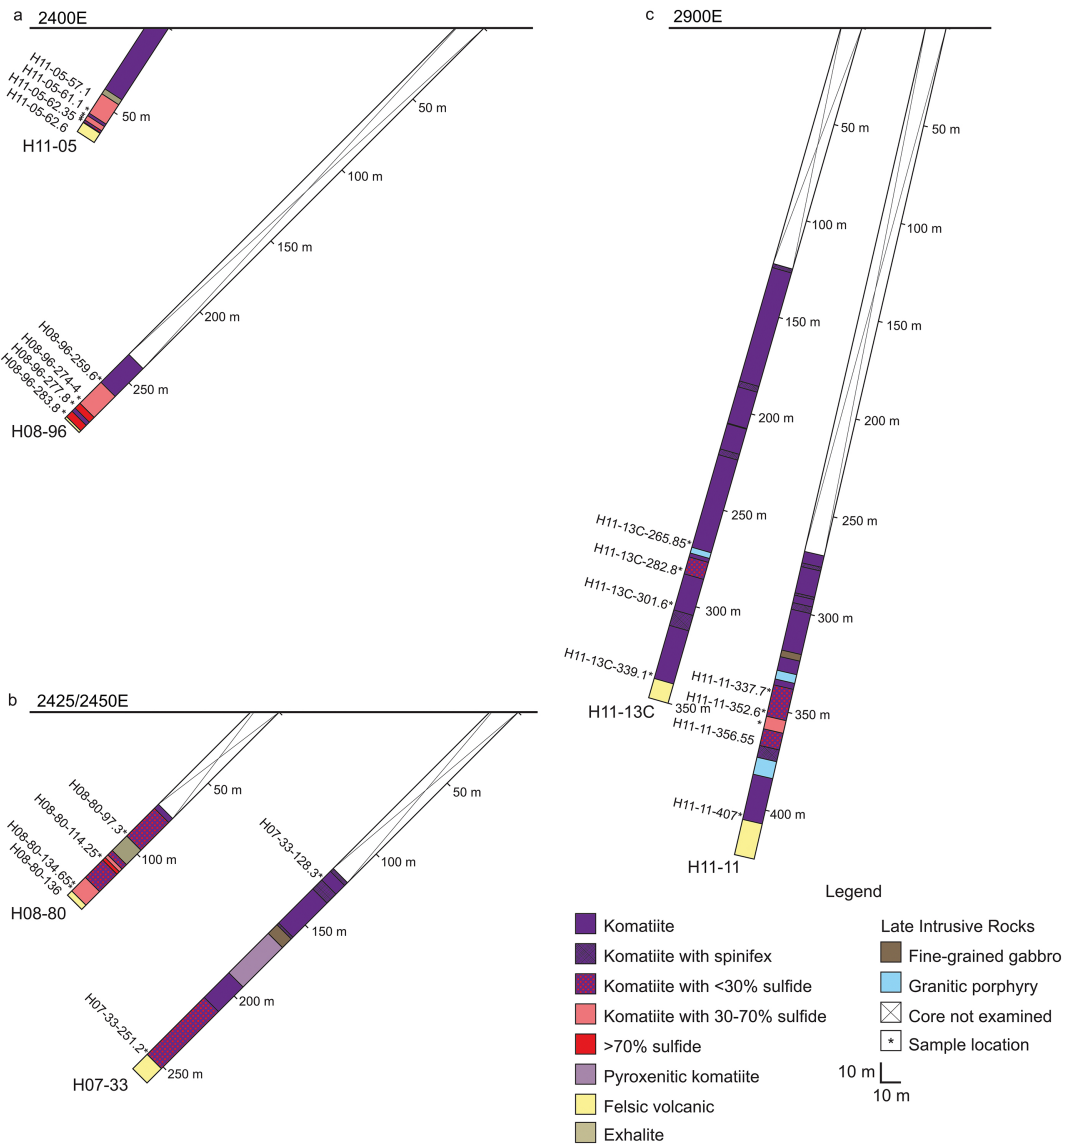 a
2400E
H11-05-57.1
H11-05-61.1*
H11-05-62.35*
H11-05-62.6
50 m
H11-05
50 m
100 m
150 m
200 m
250 m
H08-96-259.6*
H08-96-274-4*
H08-96-277.8*
H08-96-283.8*
H08-96
b
2425/2450E
H08-80-97.3*
H08-80-114.25*
H08-80-134.65*
H08-80-136
50 m
100 m
H08-80
50 m
100 m
H07-33-128.3*
150 m
200 m
H07-33-251.2*
250 m
H07-33
c
2900E
50 m
100 m
150 m
200 m
250 m
H11-13C-265.85*
H11-13C-282.8*
H11-13C-301.6*
300 m
H11-13C-339.1*
350 m
H11-13C
50 m
100 m
150 m
200 m
250 m
300 m
H11-11-337.7*
H11-11-352.6*
*
H11-11-356.55
350 m
H11-11-407*
400 m
H11-11
Legend
Komatiite
Komatiite with spinifex
Komatiite with <30% sulfide
Komatiite with 30-70% sulfide
>70% sulfide
Pyroxenitic komatiite
Felsic volcanic
Exhalite
Late Intrusive Rocks
Fine-grained gabbro
Granitic porphyry
Core not examined
* Sample location
10 m
10 m